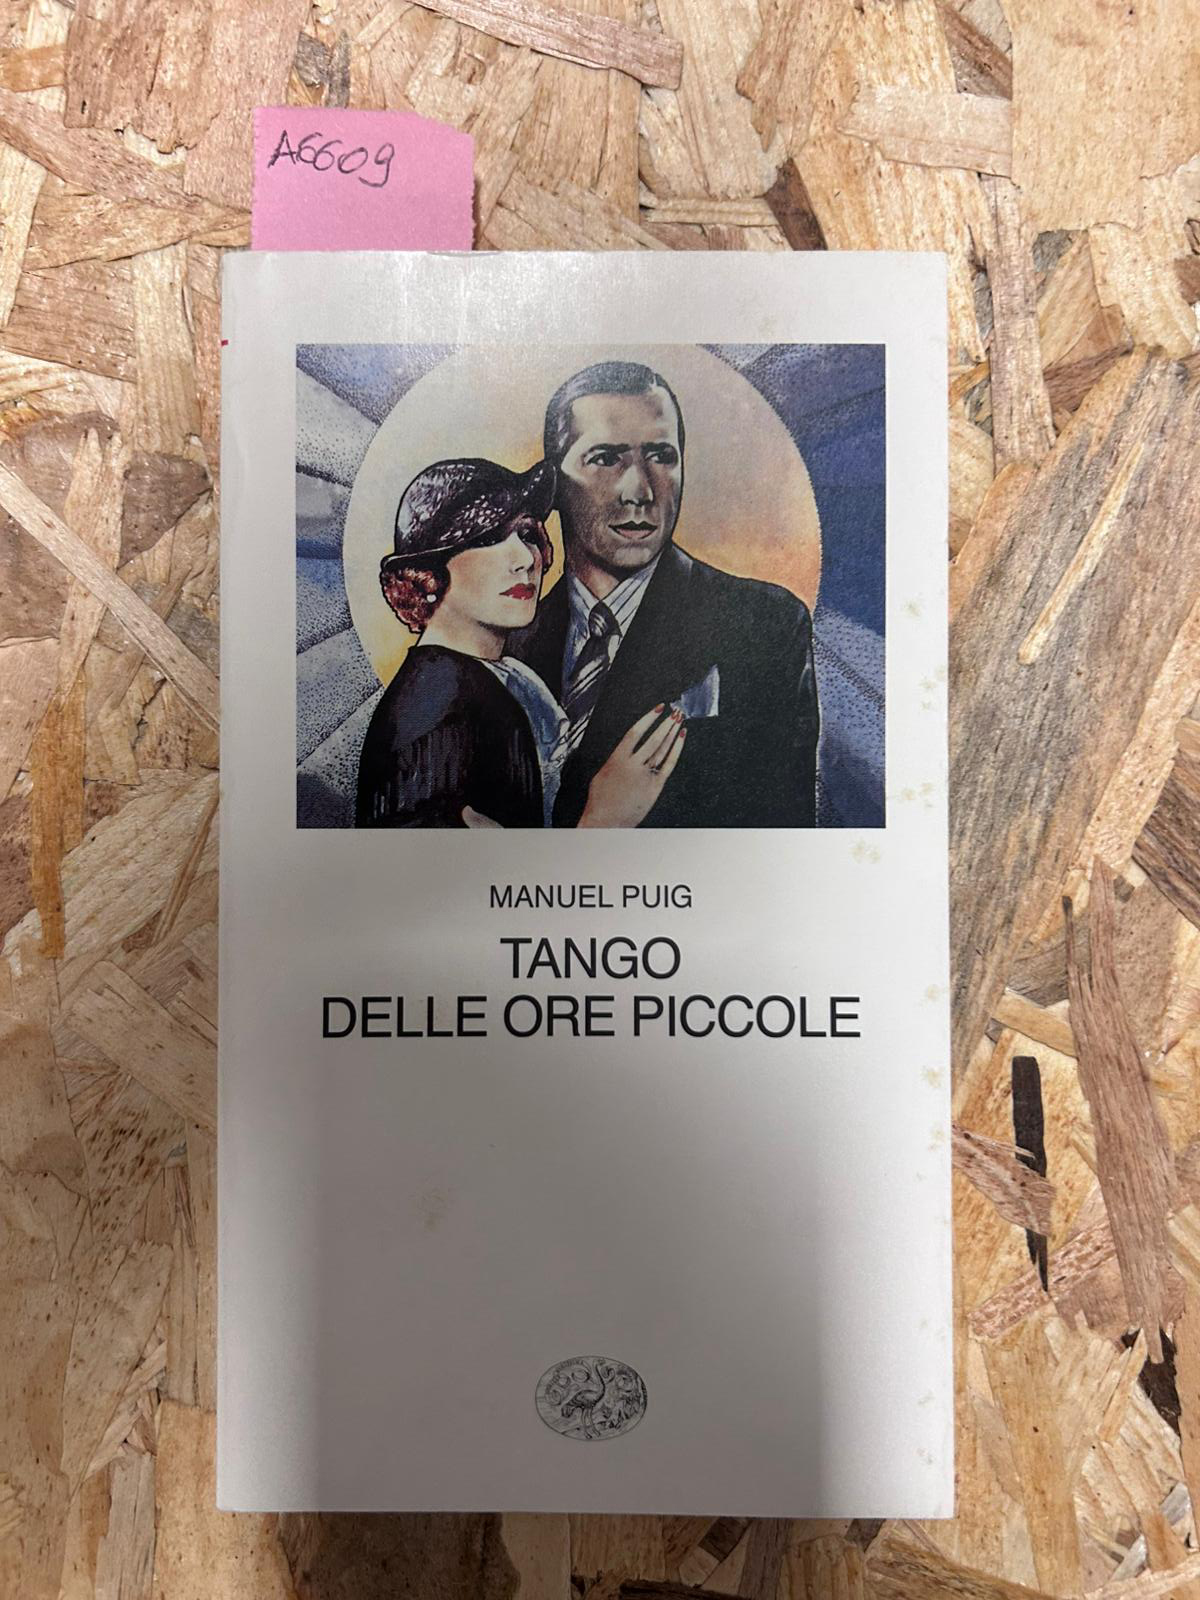 A6609
MANUEL PUIG
TANGO
DELLE ORE PICCOLE